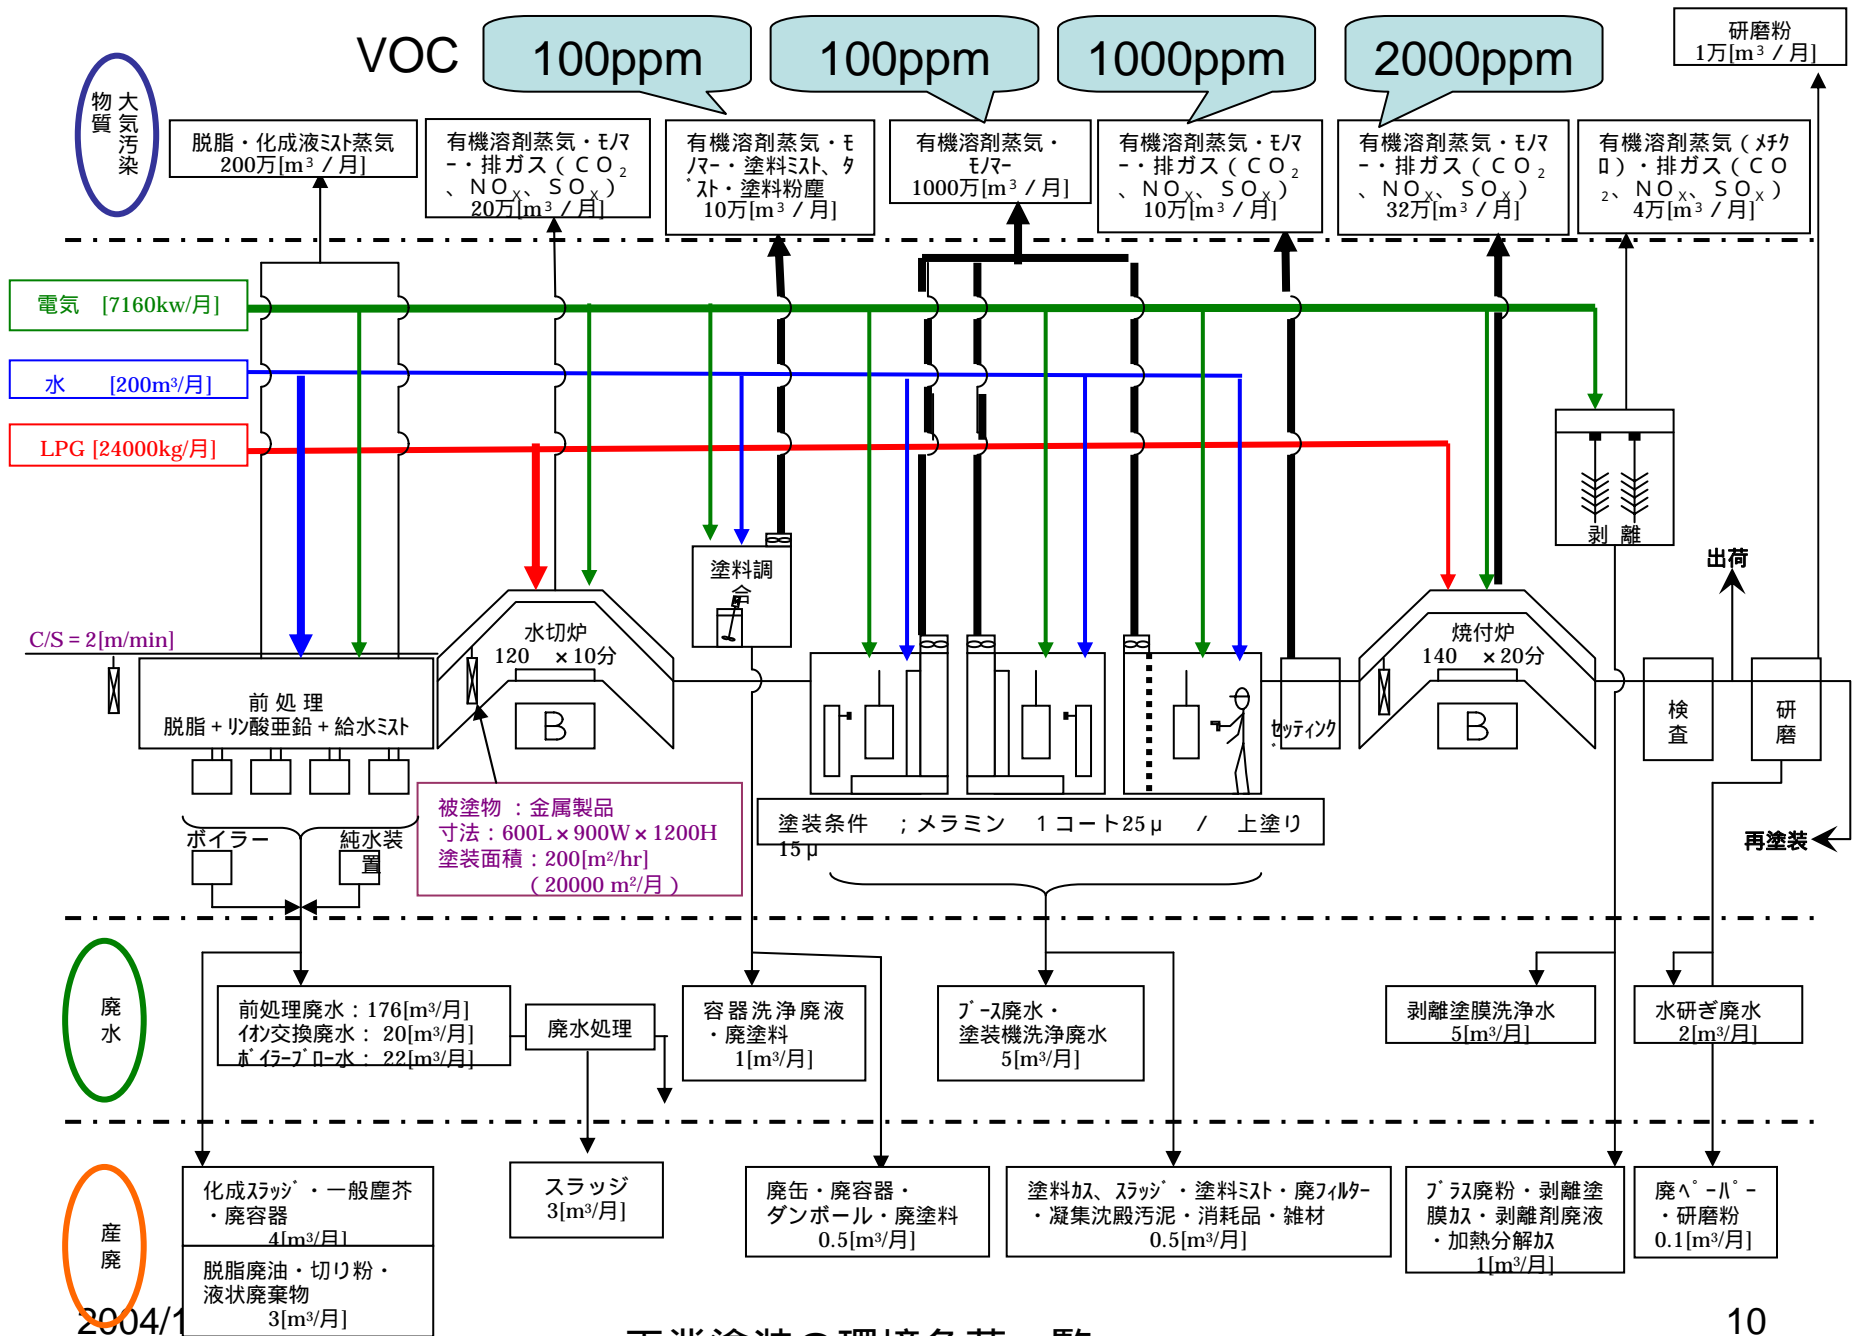 VOC
100ppm
100ppm
1000ppm
2000ppm
研磨粉
1万[m³／月]
大気汚染
物質
脱脂・化成液ﾐｽﾄ蒸気
200万[m³／月]
有機溶剤蒸気・ﾓﾉﾏ
ｰ・排ガス（ＣＯ₂
、ＮＯX、ＳＯX）
20万[m³／月]
有機溶剤蒸気・ﾓ
ﾉﾏｰ・塗料ﾐｽﾄ、ﾀ
ﾞｽﾄ・塗料粉塵
10万[m³／月]
有機溶剤蒸気・
ﾓﾉﾏｰ
1000万[m³／月]
有機溶剤蒸気・ﾓﾉﾏ
ｰ・排ガス（ＣＯ₂
、ＮＯX、ＳＯX）
10万[m³／月]
有機溶剤蒸気・ﾓﾉﾏ
ｰ・排ガス（ＣＯ₂
、ＮＯX、ＳＯX）
32万[m³／月]
有機溶剤蒸気（ﾒﾁｸ
ﾛ）・排ガス（ＣＯ
₂、ＮＯX、ＳＯX）
4万[m³／月]
電気　[7160kw/月]
水　　[200m³/月]
LPG [24000kg/月]
剥 離
出荷
塗料調
合
C/S = 2[m/min]
水切炉
120　×10分
焼付炉
140　×20分
前 処 理
脱脂＋ﾘﾝ酸亜鉛＋給水ﾐｽﾄ
B
ｾｯﾃｨﾝｸ
ﾞ
B
検
査
研
磨
被塗物 ：金属製品
寸法：600L×900W×1200H
塗装面積：200[m²/hr]
（20000 m²/月）
塗装条件　；メラミン　１コート25μ　/　上塗り
15μ
再塗装
ボイラー
純水装
置
廃
水
前処理廃水：176[m³/月]
ｲｵﾝ交換廃水： 20[m³/月]
ﾎﾞｲﾗｰﾌﾞﾛｰ水： 22[m³/月]
廃水処理
容器洗浄廃液
・廃塗料
1[m³/月]
ﾌﾞｰｽ廃水・
塗装機洗浄廃水
5[m³/月]
剥離塗膜洗浄水
5[m³/月]
水研ぎ廃水
2[m³/月]
産
廃
化成ｽﾗｯｼﾞ・一般塵芥
・廃容器
4[m³/月]
脱脂廃油・切り粉・
液状廃棄物
3[m³/月]
スラッジ
3[m³/月]
廃缶・廃容器・
ダンボール・廃塗料
0.5[m³/月]
塗料ｶｽ、ｽﾗｯｼﾞ・塗料ﾐｽﾄ・廃ﾌｨﾙﾀｰ
・凝集沈殿汚泥・消耗品・雑材
0.5[m³/月]
ﾌﾞﾗｽ廃粉・剥離塗
膜ｶｽ・剥離剤廃液
・加熱分解ｶｽ
1[m³/月]
廃ﾍﾟｰﾊﾟｰ
・研磨粉
0.1[m³/月]
2004/1
10